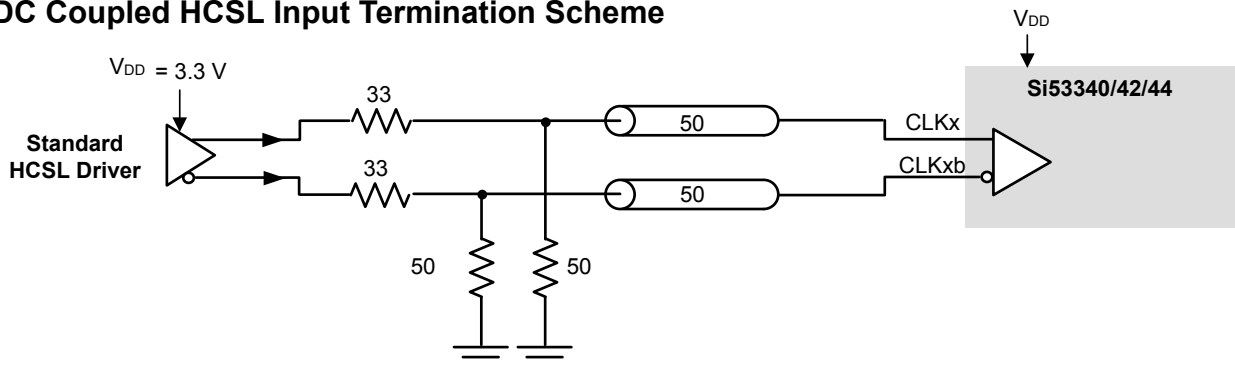 DC Coupled HCSL Input Termination Scheme
VDD
VDD = 3.3 V
Si53340/42/44
33
Standard
HCSL Driver
50
CLKx
33
CLKxb
50
50
50